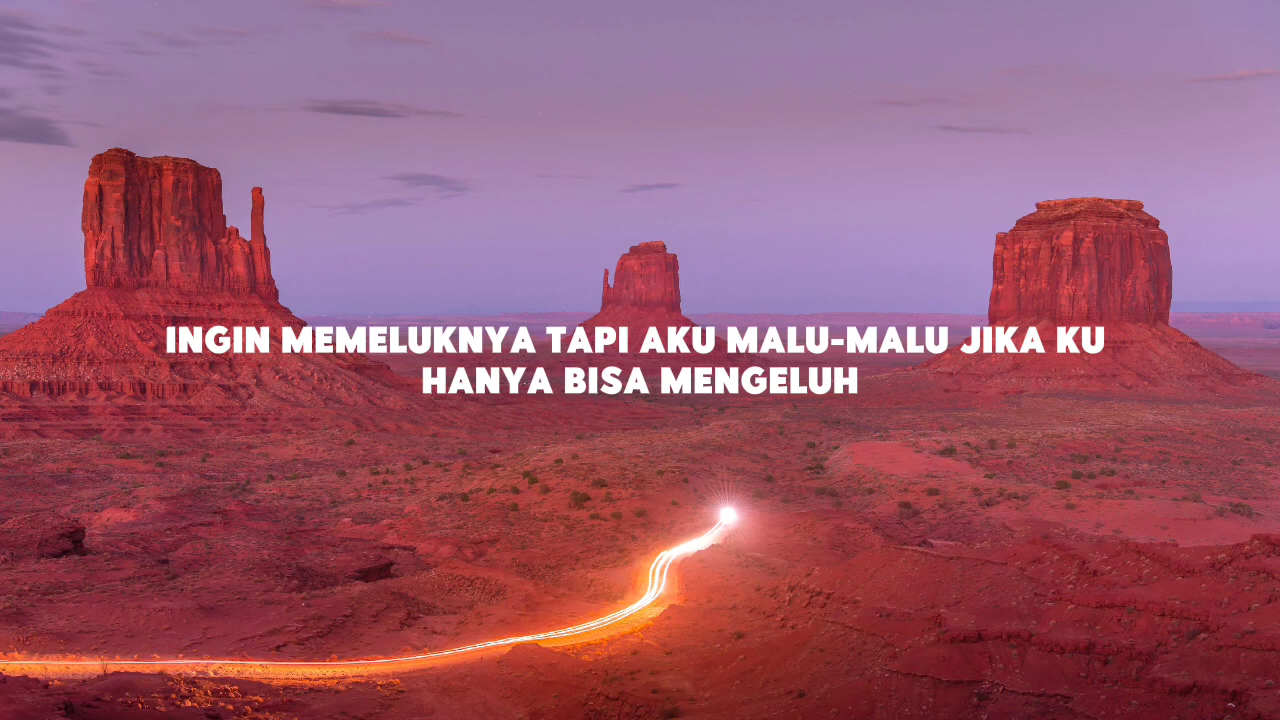 INGIN MEMELUKNYA TAPI AKU MALU-MALU JIKA KU
HANYA BISA MENGELUH